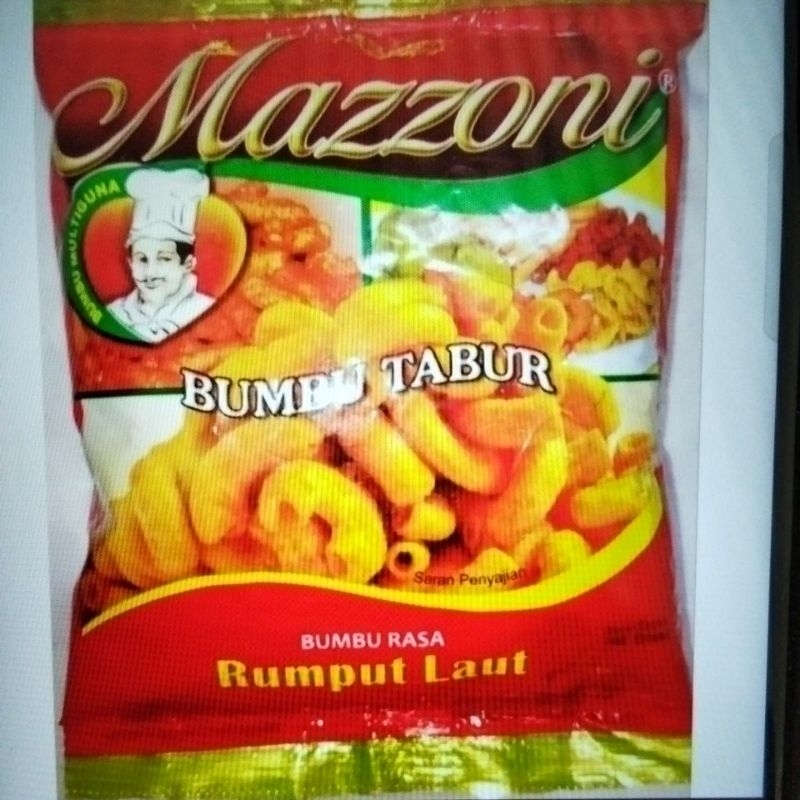 Mazzoni®
BUMBU MULTIGUNA
BUMBU TABUR
Saran Penyajian
BUMBU RASA
Rumput Laut